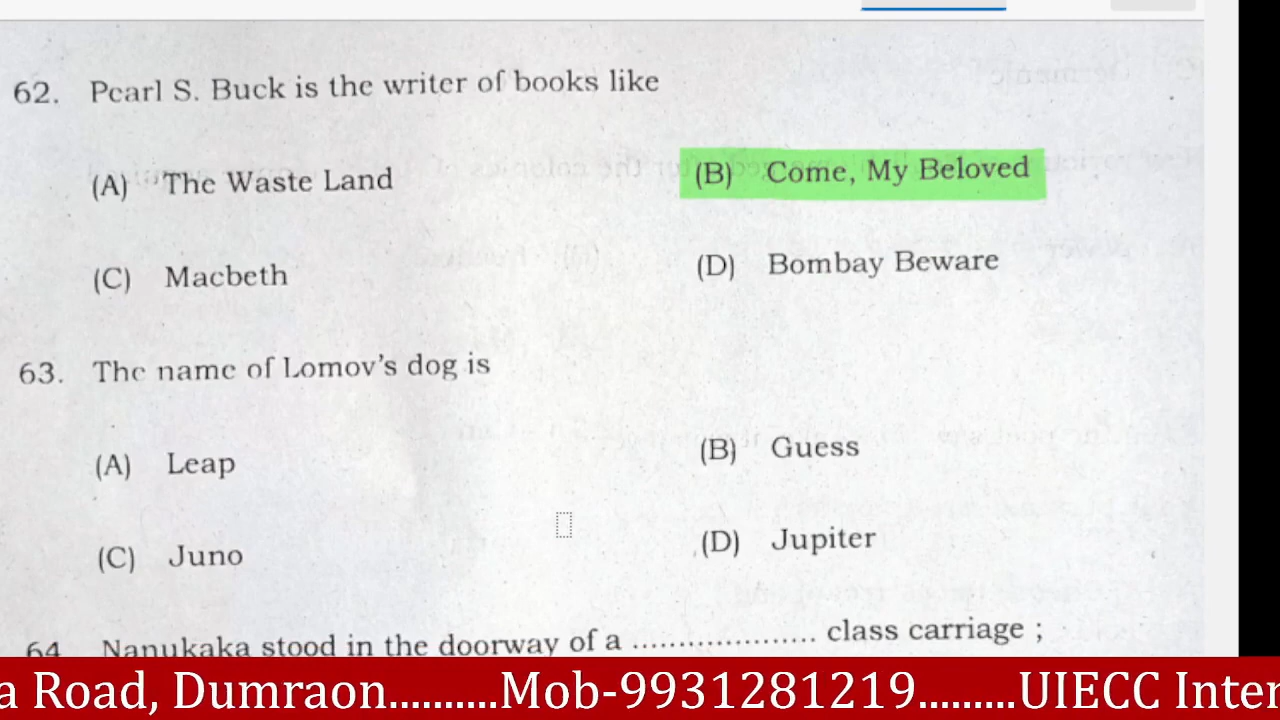 62. Pearl S. Buck is the writer of books like
(A) The Waste Land
(B) Come, My Beloved
(C) Macbeth
(D) Bombay Beware
63. The name of Lomov's dog is
(A) Leap
(B) Guess
(C) Juno
(D) Jupiter
64 Nanukaka stood in the doorway of a .................... class carriage ;
a Road, Dumraon..........Mob-9931281219.........UIECC Inter